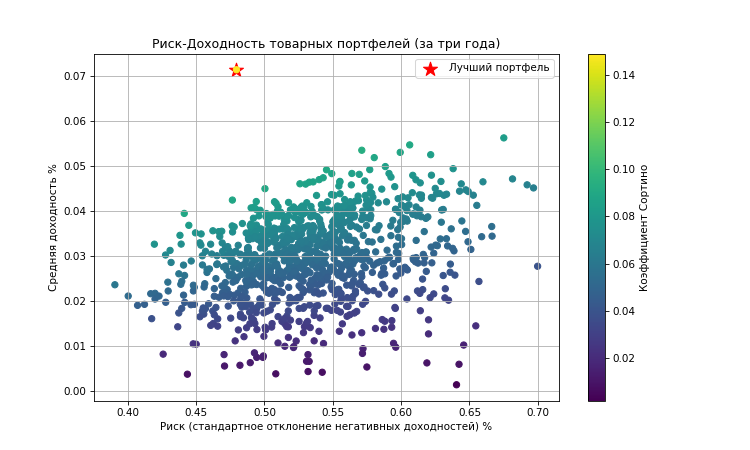 Риск-Доходность товарных портфелей (за три года)
Лучший портфель
Средняя доходность %
0.07
0.06
0.05
0.04
0.03
0.02
0.01
0.00
0.40 0.45 0.50 0.55 0.60 0.65 0.70
Риск (стандартное отклонение негативных доходностей) %
0.14
0.12
0.10
0.08
0.06
0.04
0.02
Коэффициент Сортино